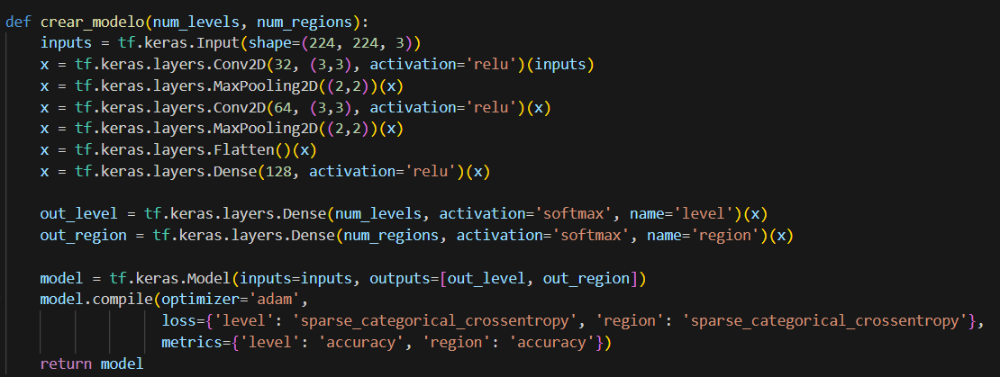 def crear_modelo(num_levels, num_regions):
    inputs = tf.keras.Input(shape=(224, 224, 3))
    x = tf.keras.layers.Conv2D(32, (3,3), activation='relu')(inputs)
    x = tf.keras.layers.MaxPooling2D((2,2))(x)
    x = tf.keras.layers.Conv2D(64, (3,3), activation='relu')(x)
    x = tf.keras.layers.MaxPooling2D((2,2))(x)
    x = tf.keras.layers.Flatten()(x)
    x = tf.keras.layers.Dense(128, activation='relu')(x)

    out_level = tf.keras.layers.Dense(num_levels, activation='softmax', name='level')(x)
    out_region = tf.keras.layers.Dense(num_regions, activation='softmax', name='region')(x)

    model = tf.keras.Model(inputs=inputs, outputs=[out_level, out_region])
    model.compile(optimizer='adam',
                  loss={'level': 'sparse_categorical_crossentropy', 'region': 'sparse_categorical_crossentropy'},
                  metrics={'level': 'accuracy', 'region': 'accuracy'})
    return model